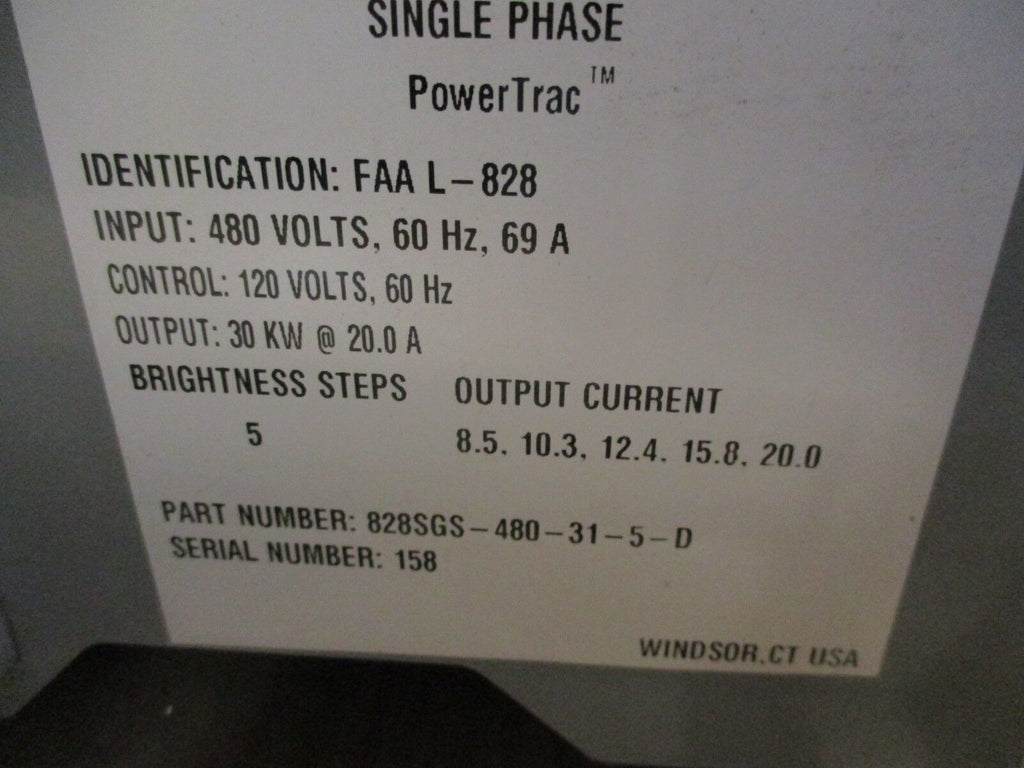 SINGLE PHASE
PowerTrac™
IDENTIFICATION: FAA L-828
INPUT: 480 VOLTS, 60 Hz, 69 A
CONTROL: 120 VOLTS, 60 Hz
OUTPUT: 30 KW @ 20.0 A
BRIGHTNESS STEPS OUTPUT CURRENT
5 8.5, 10.3, 12.4, 15.8, 20.0
PART NUMBER: 828SGS-480-31-5-D
SERIAL NUMBER: 158
WINDSOR, CT USA